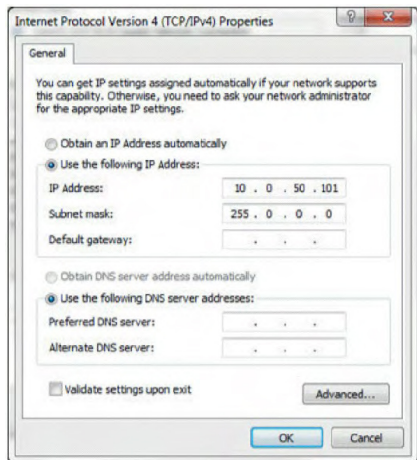 Internet Protocol Version 4 (TCP/IPv4) Properties
General
You can get IP settings assigned automatically if your network supports
this capability. Otherwise, you need to ask your network administrator
for the appropriate IP settings.
Obtain an IP Address automatically
Use the following IP Address:
IP Address: 10 . 0 . 50 . 101
Subnet mask: 255 . 0 . 0 . 0
Default gateway: . . .
Obtain DNS server address automatically
Use the following DNS server addresses:
Preferred DNS server: . . .
Alternate DNS server: . . .
Validate settings upon exit
Advanced...
OK Cancel